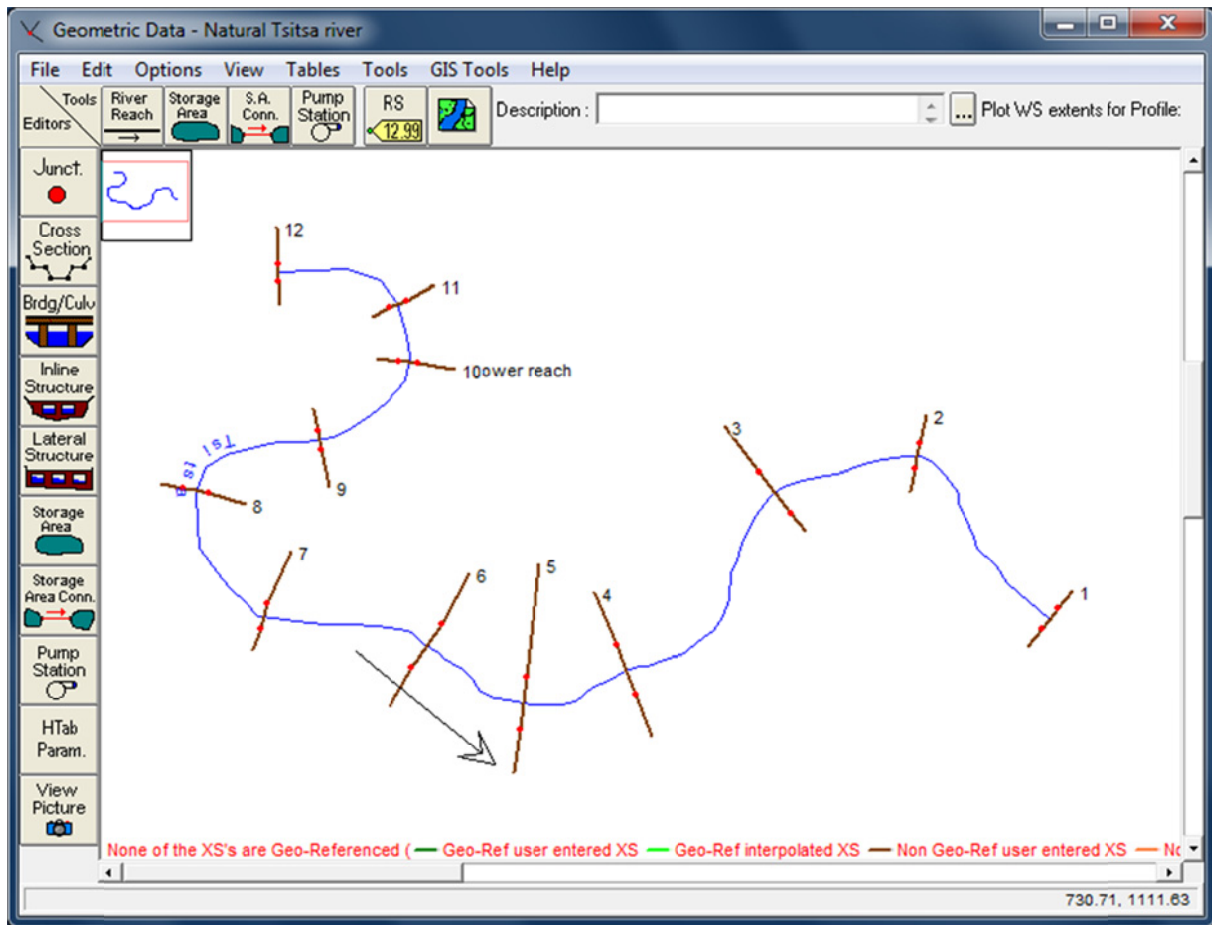 Geometric Data - Natural Tsitsa river
File Edit Options View Tables Tools GIS Tools Help
Tools
Editors
River Reach
Storage Area
S.A. Conn.
Pump Station
RS
12.99
Description :
...
Plot WS extents for Profile:
Junct.
Cross Section
Brdg/Culv
Inline Structure
Lateral Structure
Storage Area
Storage Area Conn.
Pump Station
HTab Param.
View Picture
12
11
10ower reach
9
Tsi tsa
8
7
6
5
4
3
2
1
None of the XS's are Geo-Referenced ( Geo-Ref user entered XS Geo-Ref interpolated XS Non Geo-Ref user entered XS No
730.71, 1111.63